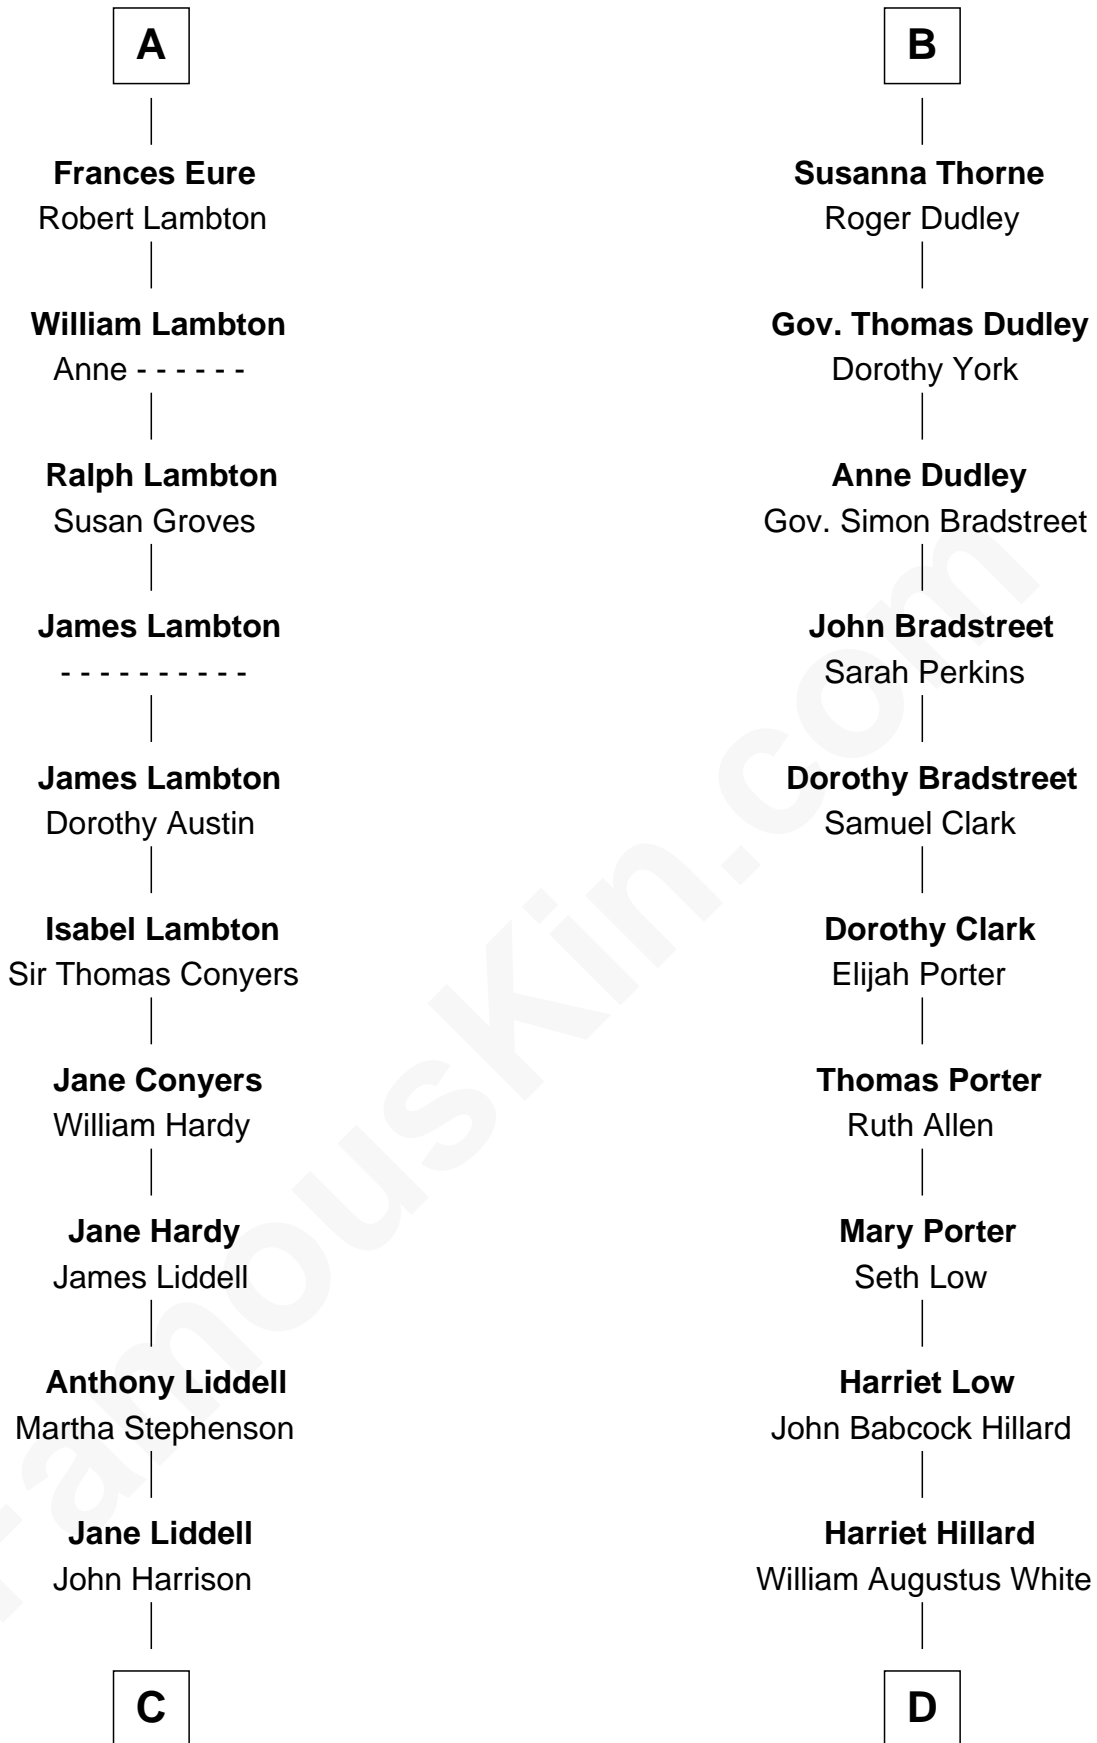 A
Frances Eure
Robert Lambton
William Lambton
Anne - - - - - -
Ralph Lambton
Susan Groves
James Lambton
- - - - - - - - - -
James Lambton
Dorothy Austin
Isabel Lambton
Sir Thomas Conyers
Jane Conyers
William Hardy
Jane Hardy
James Liddell
Anthony Liddell
Martha Stephenson
Jane Liddell
John Harrison
C
B
Susanna Thorne
Roger Dudley
Gov. Thomas Dudley
Dorothy York
Anne Dudley
Gov. Simon Bradstreet
John Bradstreet
Sarah Perkins
Dorothy Bradstreet
Samuel Clark
Dorothy Clark
Elijah Porter
Thomas Porter
Ruth Allen
Mary Porter
Seth Low
Harriet Low
John Babcock Hillard
Harriet Hillard
William Augustus White
D
FamousKin.com